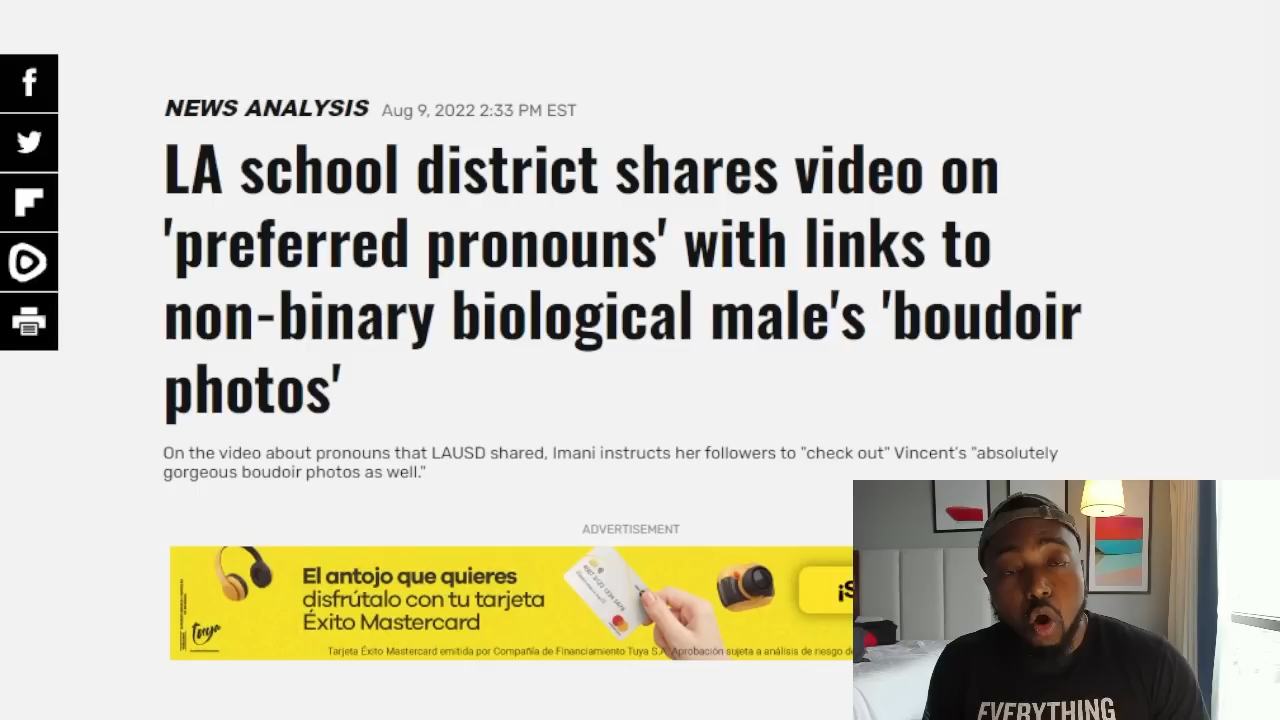 NEWS ANALYSIS Aug 9, 2022 2:33 PM EST
LA school district shares video on
'preferred pronouns' with links to
non-binary biological male's 'boudoir
photos'
On the video about pronouns that LAUSD shared, Imani instructs her followers to "check out" Vincent's "absolutely
gorgeous boudoir photos as well."
ADVERTISEMENT
El antojo que quieres
disfrútalo con tu tarjeta
Éxito Mastercard
tuya
Tarjeta Éxito Mastercard emitida por Compañía de Financiamiento Tuya S.A. Aprobación sujeta a análisis de riesgo de
EVERYTHING